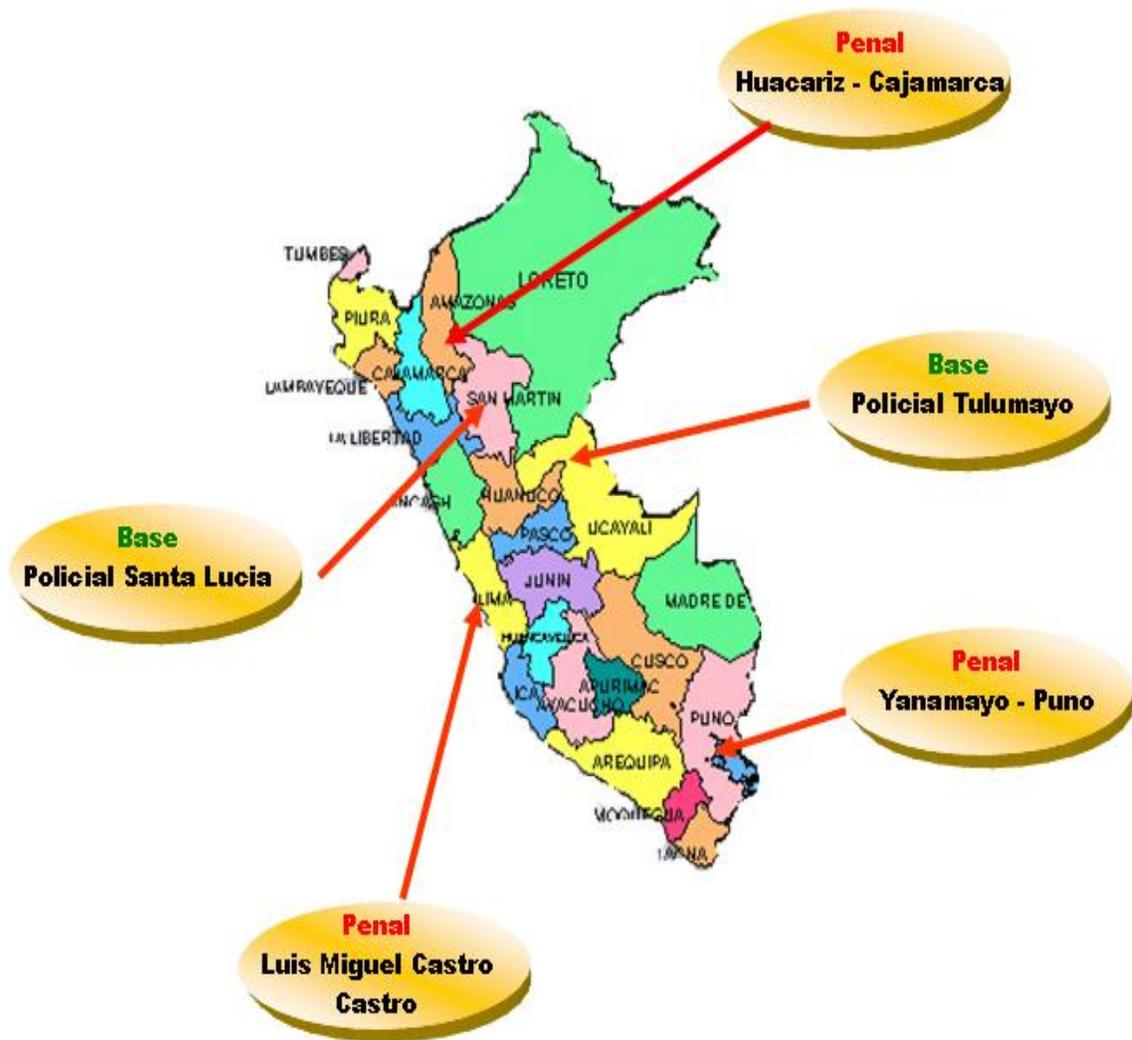 Penal
Huacariz - Cajamarca
TUMBES
LORETO
AMAZONAS
PIURA
CAJAMARCA
LAMBAYEQUE
SAN MARTIN
Base
Policial Tulumayo
LA LIBERTAD
HUANUCO
ANCASH
UCAYALI
PASCO
Base
Policial Santa Lucia
JUNIN
LIMA
MADRE DE
CUSCO
Penal
Yanamayo - Puno
APURIMAC
ICA
AYACUCHO
PUNO
AREQUIPA
MOQUEGUA
TACNA
Penal
Luis Miguel Castro
Castro